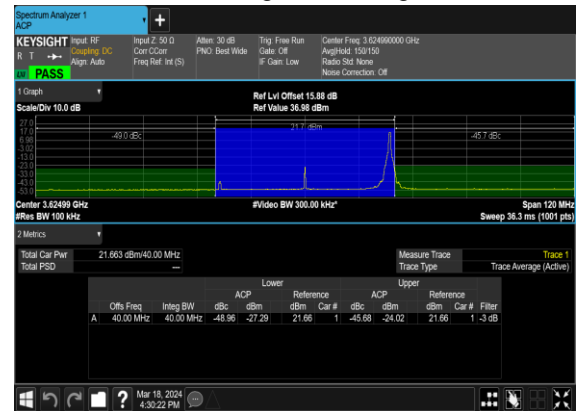 Spectrum Analyzer 1
ACP
KEYSIGHT Input: RF Input Z: 50 Ω Atten: 30 dB Trig: Free Run Center Freq: 3.624990000 GHz
R T Coupling: DC Corr CCorr PNO: Best Wide Gate: Off Avg|Hold: 150/150
Align: Auto Freq Ref: Int (S) IF Gain: Low Radio Std: None
LXI PASS Noise Correction: Off
1 Graph Ref Lvl Offset 15.88 dB
Scale/Div 10.0 dB Ref Value 36.98 dBm
27.0
17.0 -49.0 dBc 21.7 dBm -45.7 dBc
6.98
-3.02
-13.0
-23.0
-33.0
-43.0
-53.0
Center 3.62499 GHz #Video BW 300.00 kHz* Span 120 MHz
#Res BW 100 kHz Sweep 36.3 ms (1001 pts)
2 Metrics
Total Car Pwr 21.663 dBm/40.00 MHz Measure Trace Trace 1
Total PSD --- Trace Type Trace Average (Active)
Lower Upper
ACP Reference ACP Reference
Offs Freq Integ BW dBc dBm dBm Car # dBc dBm dBm Car # Filter
A 40.00 MHz 40.00 MHz -48.96 -27.29 21.66 1 -45.68 -24.02 21.66 1 -3 dB
? Mar 18, 2024
4:30:22 PM